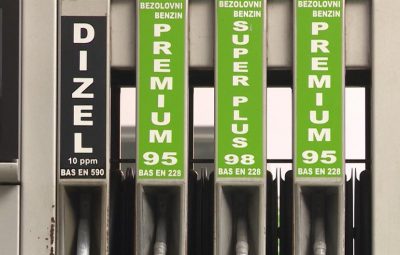 DIZEL
10 ppm
BAS EN 590
BEZOLOVNI
BENZIN
PREMIUM
95
BAS EN 228
BEZOLOVNI
BENZIN
SUPER PLUS
98
BAS EN 228
BEZOLOVNI
BENZIN
PREMIUM
95
BAS EN 228